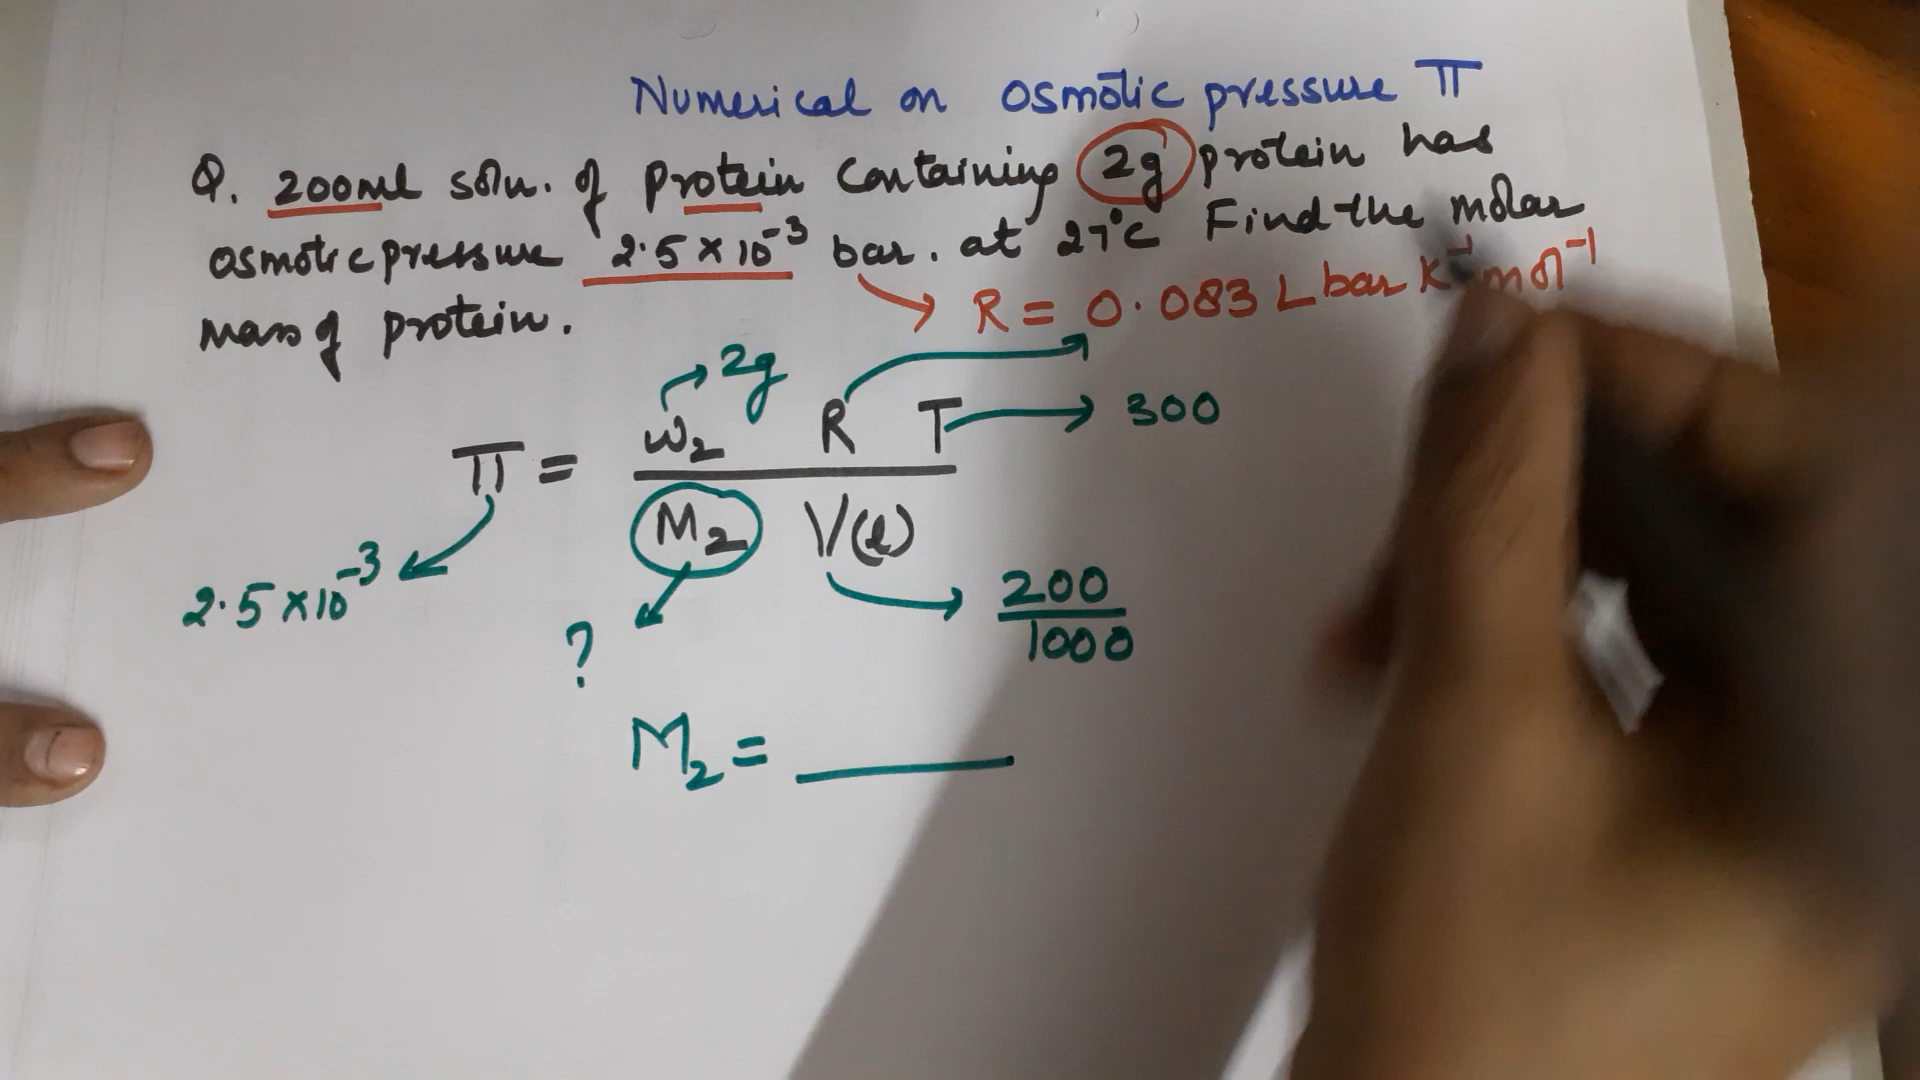 Numerical on Osmotic pressure π
Q. 200ml soln. of protein containing 2g protein has
osmotic pressure 2.5 × 10⁻³ bar. at 27°C Find the molar
mass of protein.
R = 0.083 L bar K⁻¹ mol⁻¹
2g
π = w₂ R T
300
M₂ V(l)
2.5 × 10⁻³
200
1000
?
M₂ =